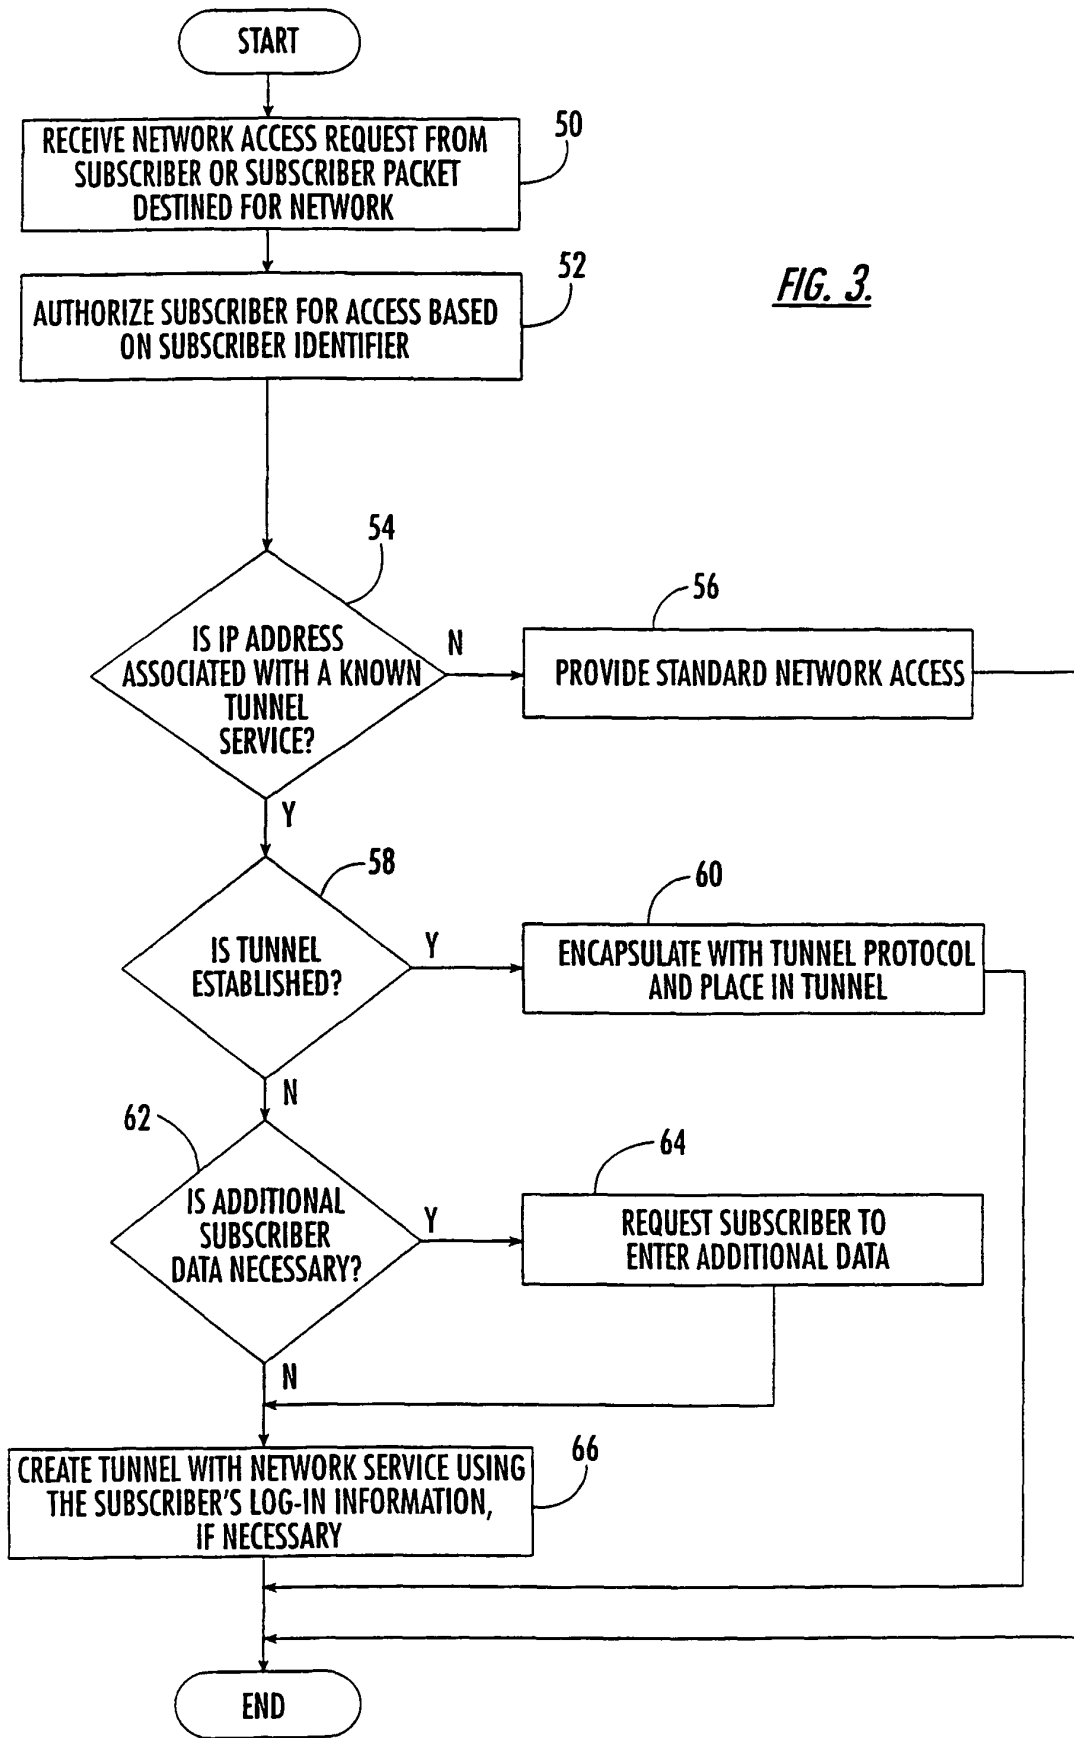 START
RECEIVE NETWORK ACCESS REQUEST FROM
SUBSCRIBER OR SUBSCRIBER PACKET
DESTINED FOR NETWORK
50
AUTHORIZE SUBSCRIBER FOR ACCESS BASED
ON SUBSCRIBER IDENTIFIER
52
FIG. 3.
54
IS IP ADDRESS
ASSOCIATED WITH A KNOWN
TUNNEL
SERVICE?
N
56
PROVIDE STANDARD NETWORK ACCESS
Y
58
IS TUNNEL
ESTABLISHED?
Y
60
ENCAPSULATE WITH TUNNEL PROTOCOL
AND PLACE IN TUNNEL
N
62
IS ADDITIONAL
SUBSCRIBER
DATA NECESSARY?
Y
64
REQUEST SUBSCRIBER TO
ENTER ADDITIONAL DATA
N
CREATE TUNNEL WITH NETWORK SERVICE USING
THE SUBSCRIBER'S LOG-IN INFORMATION,
IF NECESSARY
66
END